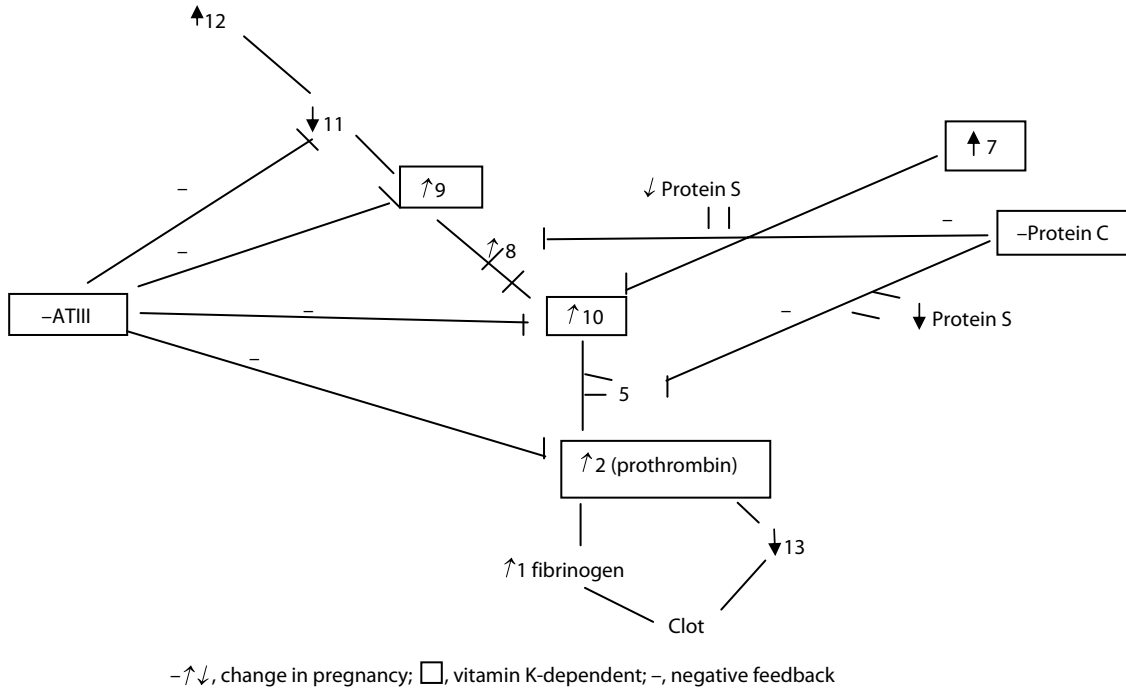 ↑12
↓ 11
↑ 7
↑9
↓ Protein S
–
–
–Protein C
↑8
–
–ATIII
–
↑ 10
–
↓ Protein S
–
5
↑ 2 (prothrombin)
↓13
↑1 fibrinogen
Clot
–↑↓, change in pregnancy; □, vitamin K-dependent; –, negative feedback